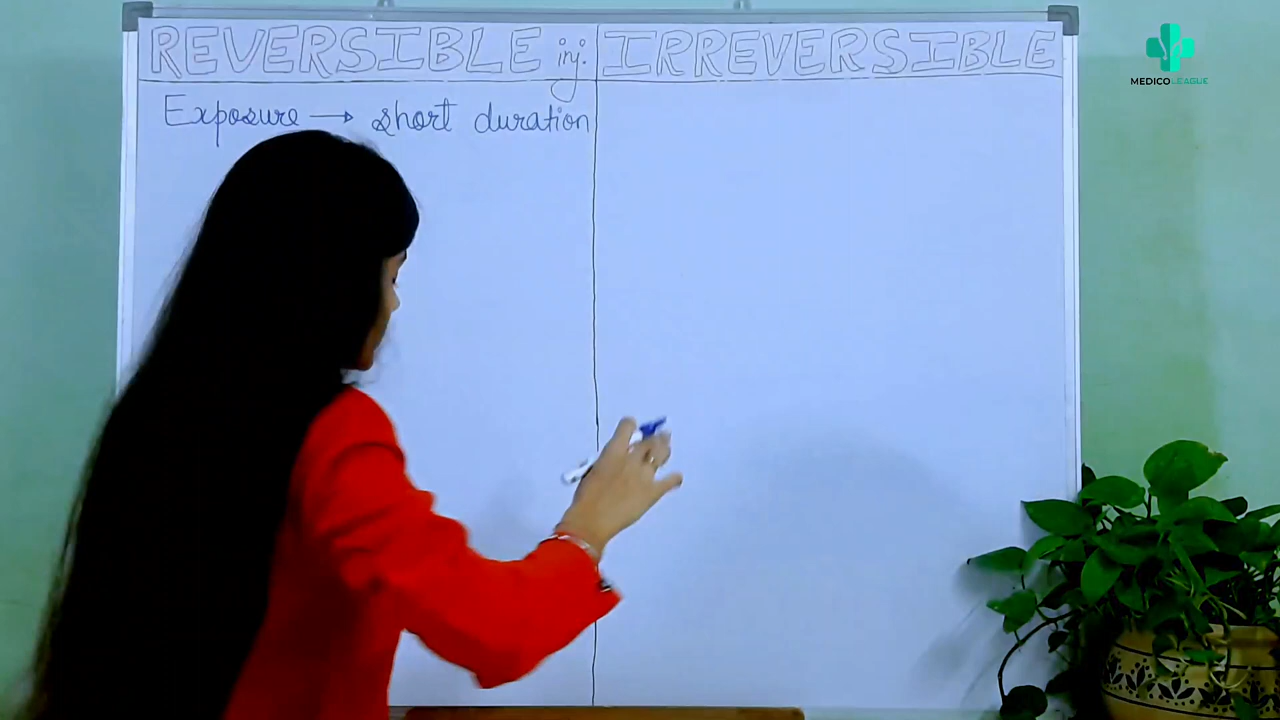 REVERSIBLE inj: IRREVERSIBLE
Exposure → short duration
MEDICO LEAGUE